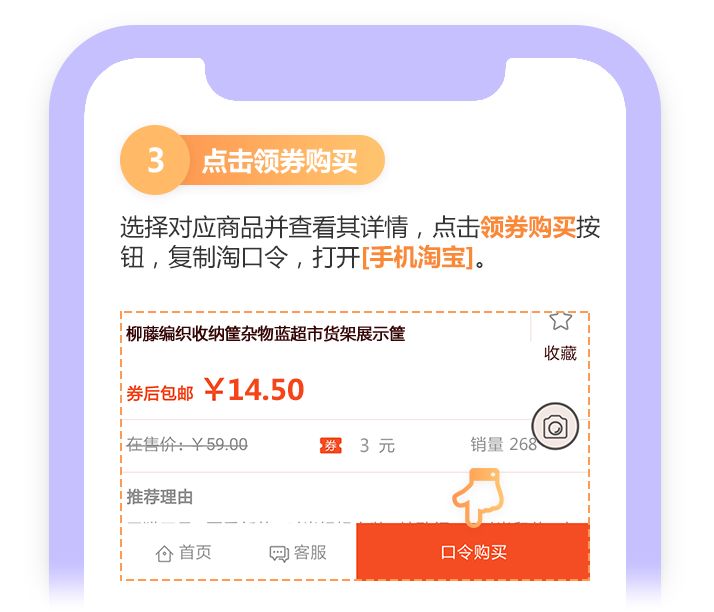 3 点击领券购买
选择对应商品并查看其详情，点击领券购买按
钮，复制淘口令，打开[手机淘宝]。
柳藤编织收纳筐杂物蓝超市货架展示筐
收藏
券后包邮 ￥14.50
在售价：￥59.00 券 3 元 销量 268
推荐理由
首页 客服 口令购买